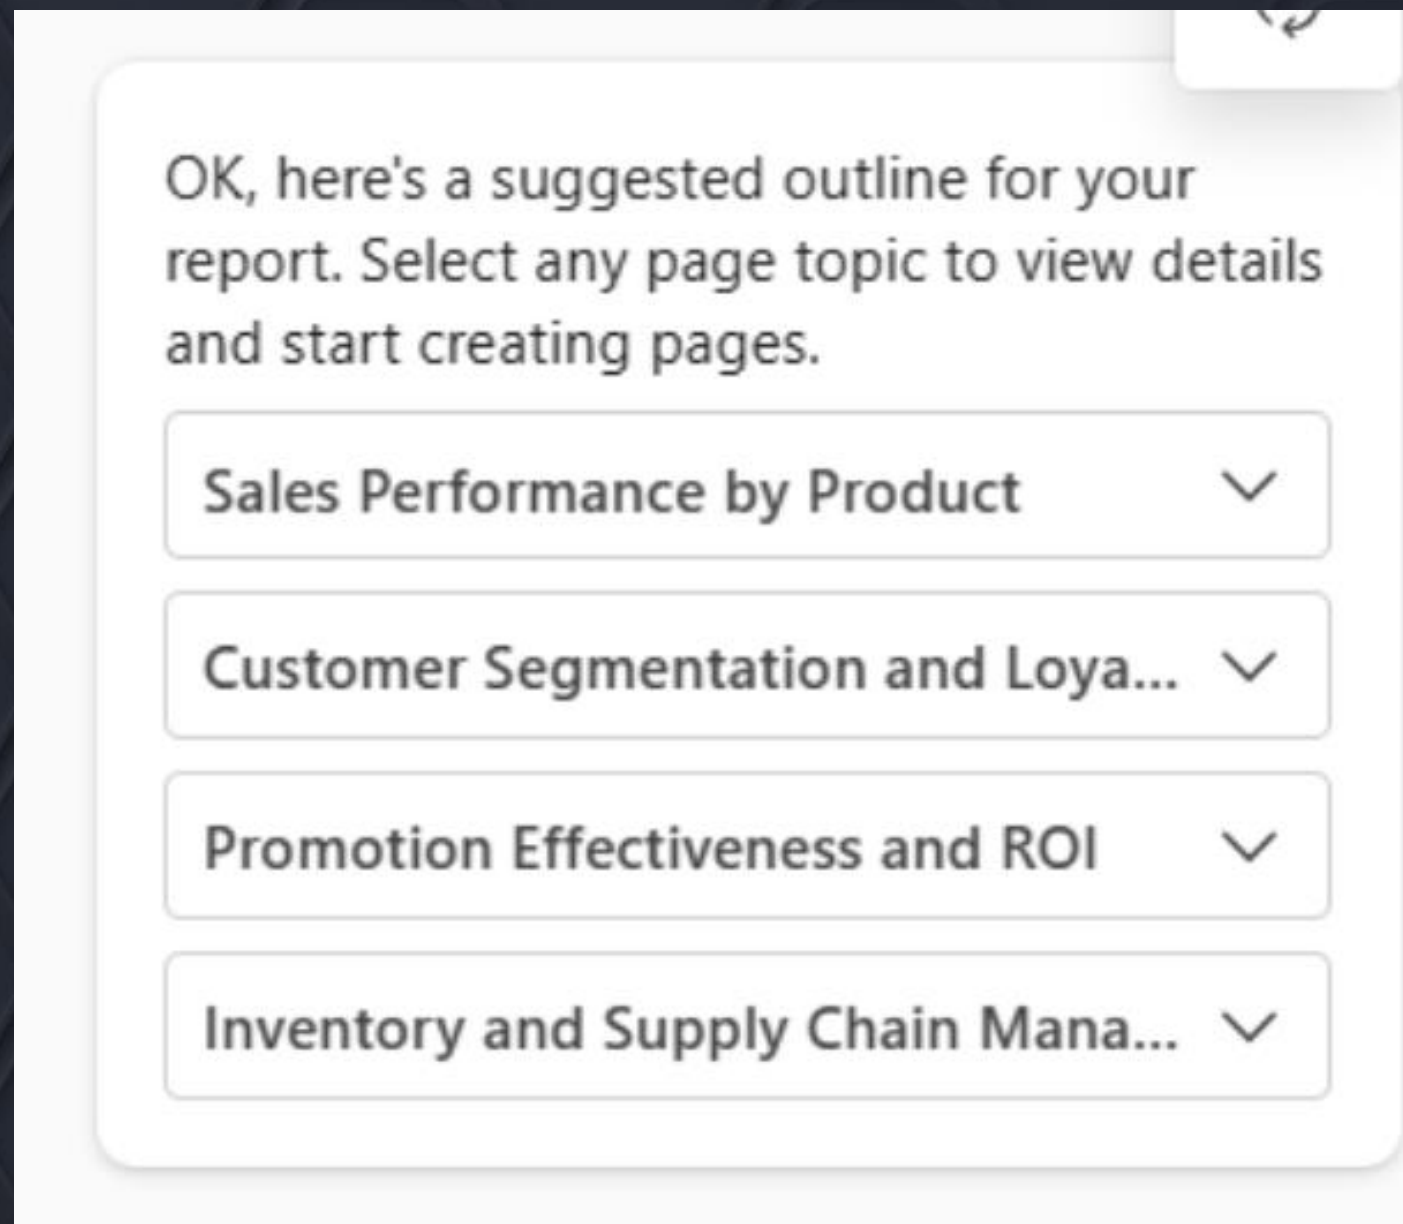 OK, here's a suggested outline for your
report. Select any page topic to view details
and start creating pages.
Sales Performance by Product
Customer Segmentation and Loya...
Promotion Effectiveness and ROI
Inventory and Supply Chain Mana...